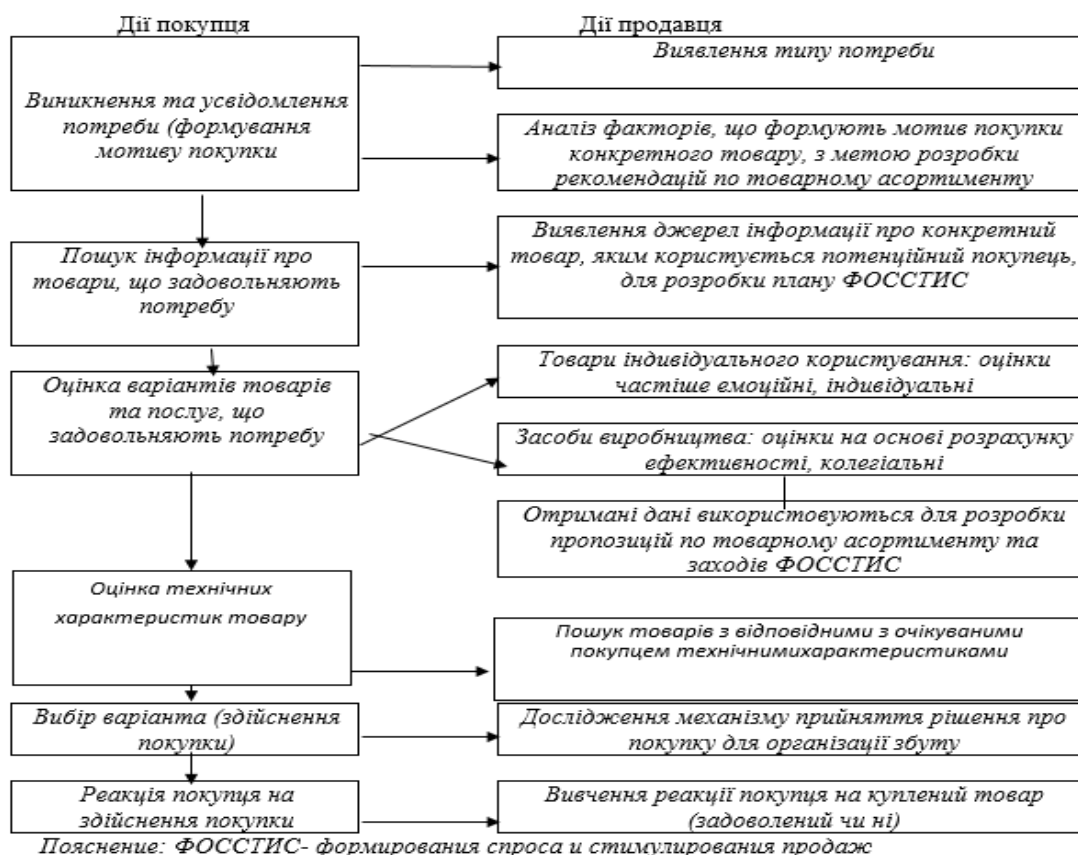 Дії покупця
Дії продавця
Виникнення та усвідомлення
потреби (формування
мотиву покупки
Виявлення типу потреби
Аналіз факторів, що формують мотив покупки
конкретного товару, з метою розробки
рекомендацій по товарному асортименту
Пошук інформації про
товари, що задовольняють
потребу
Виявлення джерел інформації про конкретний
товар, яким користується потенційний покупець,
для розробки плану ФОССТИС
Оцінка варіантів товарів
та послуг, що
задовольняють потребу
Товари індивідуального користування: оцінки
частіше емоційні, індивідуальні
Засоби виробництва: оцінки на основі розрахунку
ефективності, колегіальні
Отримані дані використовуються для розробки
пропозицій по товарному асортименту та
заходів ФОССТИС
Оцінка технічних
характеристик товару
Пошук товарів з відповідними з очікуваними
покупцем технічнимихарактеристиками
Вибір варіанта (здійснення
покупки)
Дослідження механізму прийняття рішення про
покупку для організації збуту
Реакція покупця на
здійснення покупки
Вивчення реакції покупця на куплений товар
(задоволений чи ні)
Пояснение: ФОССТИС- формирования спроса и стимулирования продаж